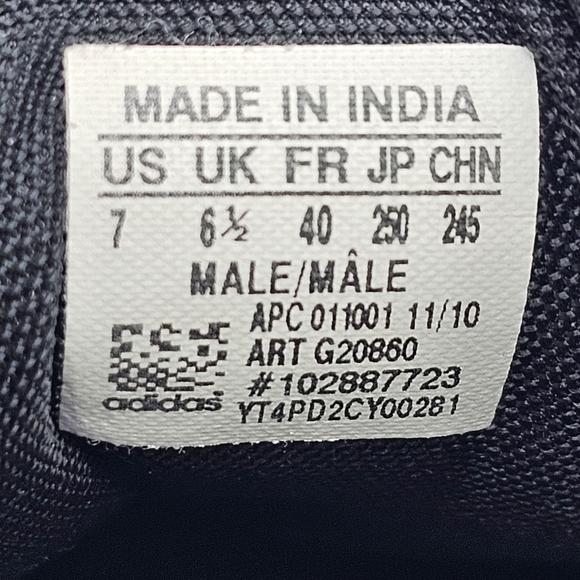 MADE IN INDIA
US UK FR JP CHN
7 6½ 40 250 245
MALE/MÂLE
APC 011001 11/10
ART G20860
#102887723
adidas YT4PD2CY00281